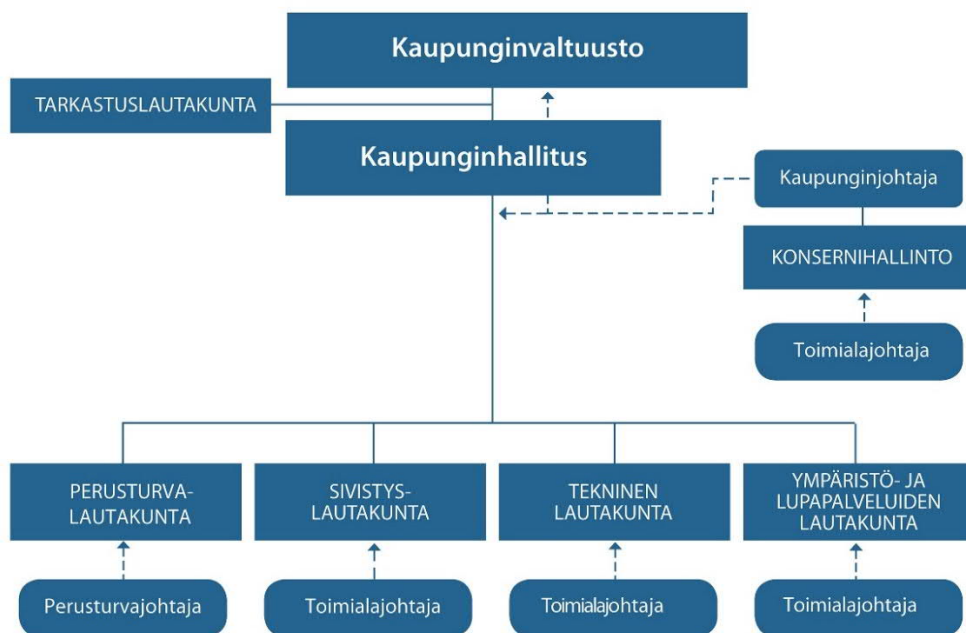 Kaupunginvaltuusto
TARKASTUSLAUTAKUNTA
Kaupunginhallitus
Kaupunginjohtaja
KONSERNIHALLINTO
Toimialajohtaja
PERUSTURVA-
LAUTAKUNTA
SIVISTYS-
LAUTAKUNTA
TEKNINEN
LAUTAKUNTA
YMPÄRISTÖ- JA
LUPAPALVELUIDEN
LAUTAKUNTA
Perusturvajohtaja
Toimialajohtaja
Toimialajohtaja
Toimialajohtaja